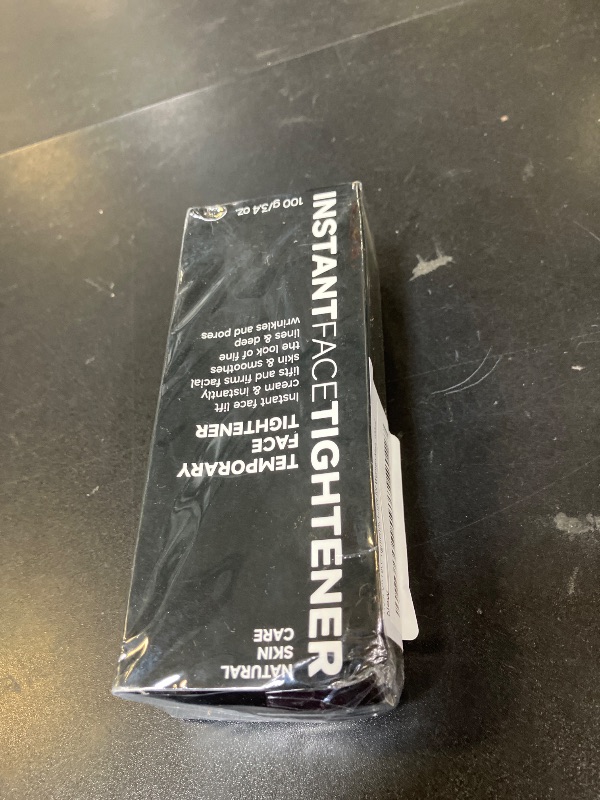 INSTANTFACETIGHTENER
NATURAL
SKIN
CARE
TEMPORARY
FACE
TIGHTENER
Instant face lift
cream & instantly
lifts and firms facial
skin & smoothes
the look of fine
lines & deep
wrinkles and pores
100 g/3.4 oz.